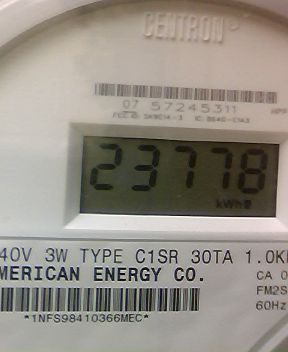 CENTRON®
07 57245311
23778
kWh
40V 3W TYPE C1SR 30TA 1.0K
MERICAN ENERGY CO.
CA 0
FM2S
60Hz
*1NFS98410366MEC*